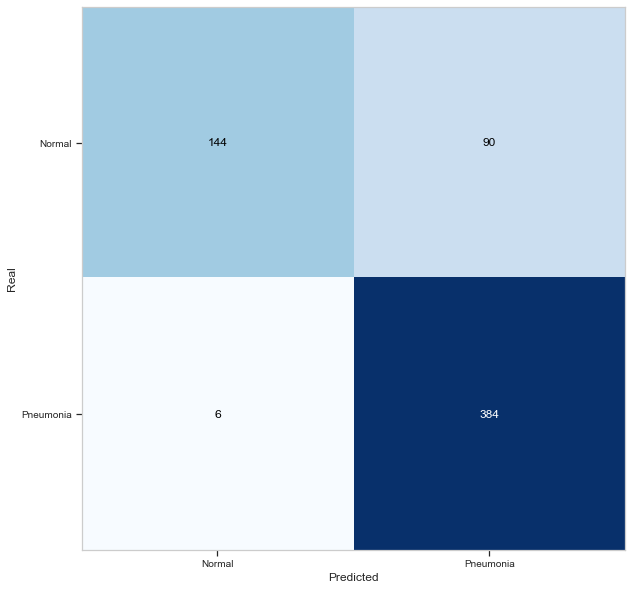 Normal
144
90
Real
Pneumonia
6
384
Normal
Pneumonia
Predicted